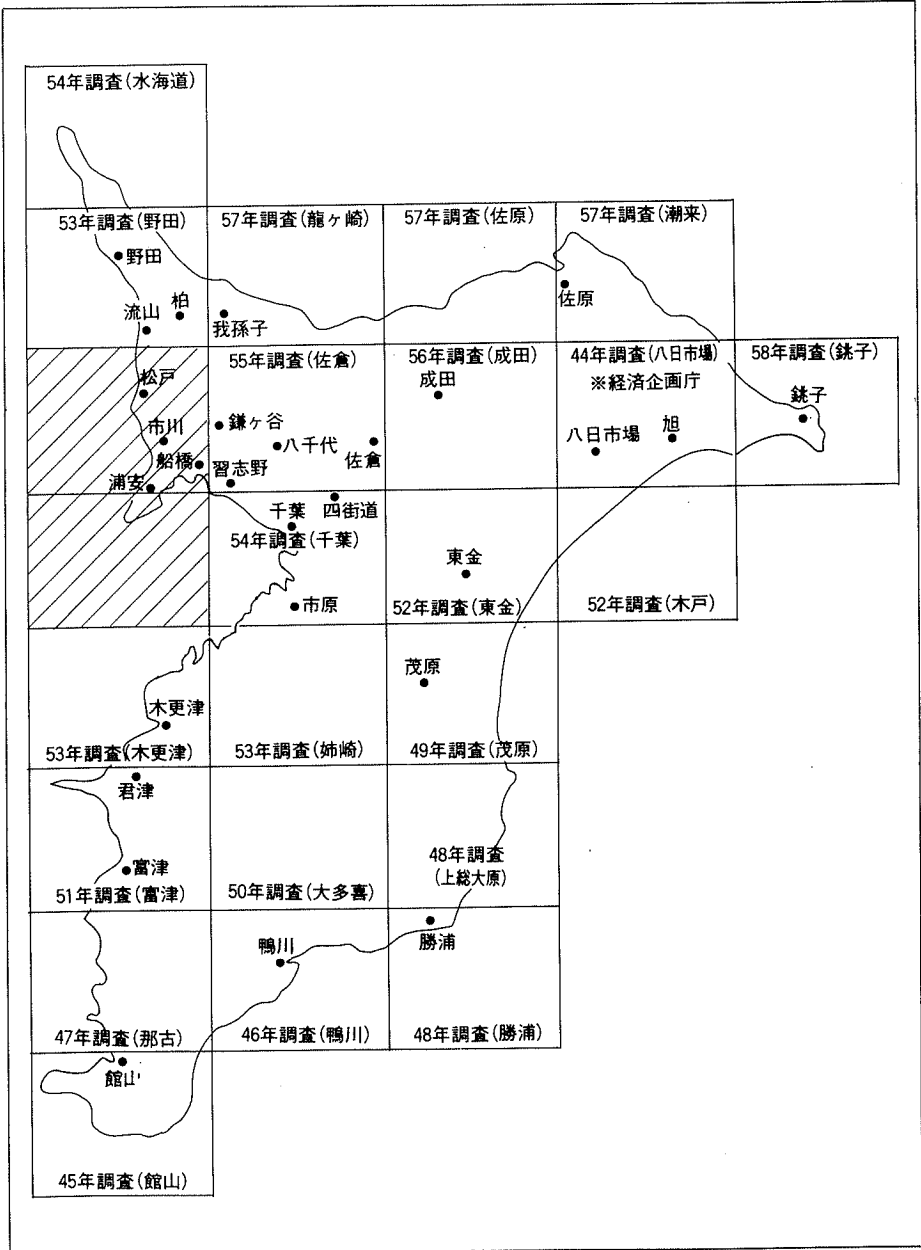 54年調査(水海道)
53年調査(野田)
57年調査(龍ヶ崎)
57年調査(佐原)
57年調査(潮来)
野田
佐原
柏
流山
我孫子
55年調査(佐倉)
56年調査(成田)
44年調査(八日市場)
58年調査(銚子)
成田
※経済企画庁
松戸
銚子
鎌ヶ谷
市川
八千代
佐倉
八日市場
旭
船橋
習志野
浦安
千葉
四街道
54年調査(千葉)
東金
市原
52年調査(東金)
52年調査(木戸)
茂原
木更津
53年調査(木更津)
53年調査(姉崎)
49年調査(茂原)
君津
富津
48年調査
(上総大原)
51年調査(富津)
50年調査(大多喜)
鴨川
勝浦
47年調査(那古)
46年調査(鴨川)
48年調査(勝浦)
館山
45年調査(館山)